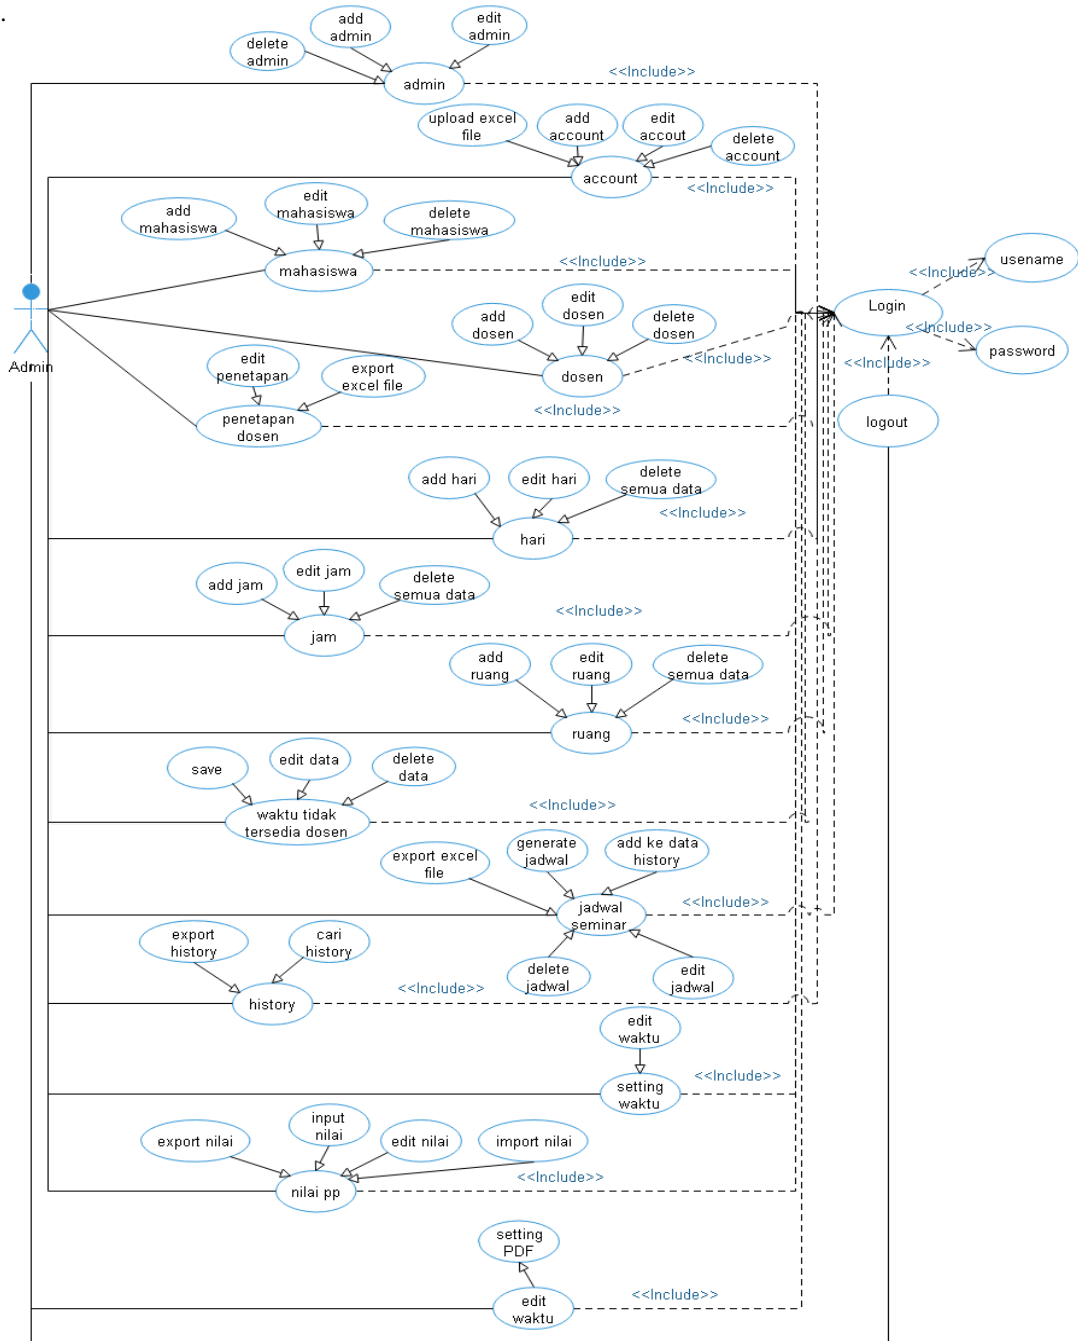 .
add
admin
edit
admin
delete
admin
<<Include>>
admin
upload excel
file
add
account
edit
accout
delete
account
account
<<Include>>
edit
mahasiswa
add
mahasiswa
delete
mahasiswa
mahasiswa
<<Include>>
usename
<<Include>>
Login
<<Include>>
password
edit
dosen
add
dosen
delete
dosen
<<Include>>
dosen
Admin
edit
penetapan
export
excel file
<<Include>>
penetapan
dosen
<<Include>>
logout
add hari
edit hari
delete
semua data
<<Include>>
hari
add jam
edit jam
delete
semua data
<<Include>>
jam
add
ruang
edit
ruang
delete
semua data
<<Include>>
ruang
save
edit data
delete
data
<<Include>>
waktu tidak
tersedia dosen
export excel
file
generate
jadwal
add ke data
history
<<Include>>
jadwal
seminar
delete
jadwal
edit
jadwal
export
history
cari
history
<<Include>>
history
edit
waktu
<<Include>>
setting
waktu
export nilai
input
nilai
edit nilai
import nilai
<<Include>>
nilai pp
setting
PDF
<<Include>>
edit
waktu